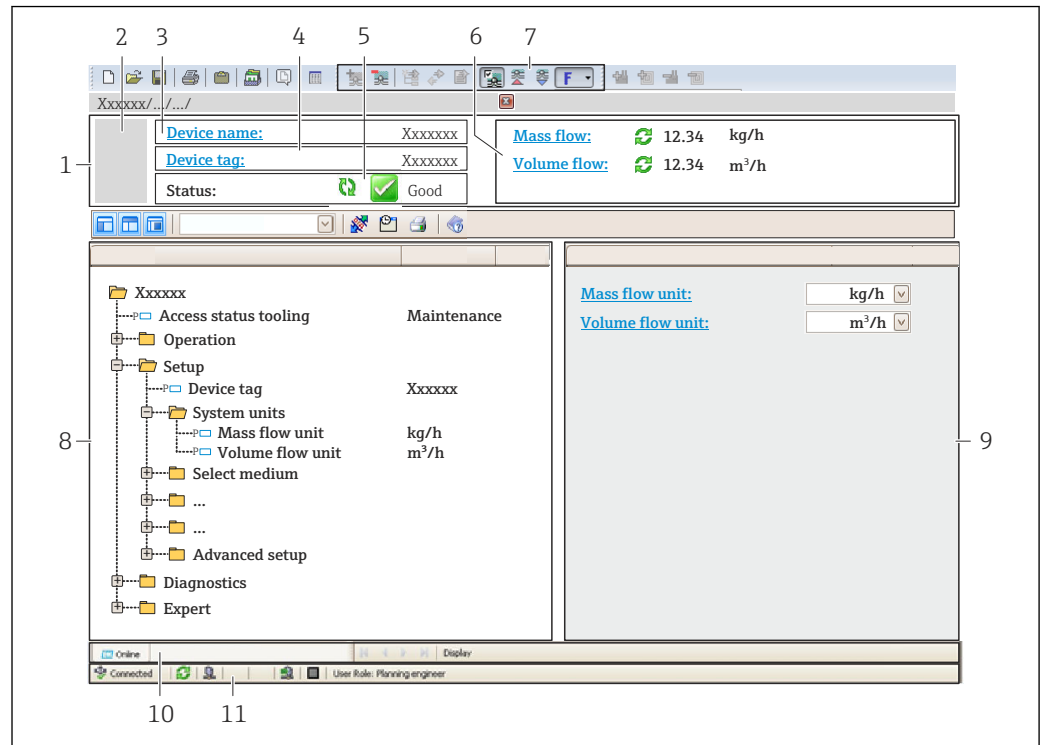 2 3 4 5 6 7
F
Xxxxxx/.../.../
1
Device name: Xxxxxxx
Device tag: Xxxxxxx
Status: Good
Mass flow: 12.34 kg/h
Volume flow: 12.34 m³/h
Xxxxxx
P Access status tooling Maintenance
Operation
Setup
P Device tag Xxxxxx
System units
P Mass flow unit kg/h
P Volume flow unit m³/h
Select medium
...
...
Advanced setup
Diagnostics
Expert
8
Mass flow unit: kg/h
Volume flow unit: m³/h
9
Online Display
Connected User Role: Planning engineer
10 11